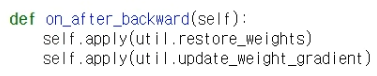 def on_after_backward(self):
    self.apply(util.restore_weights)
    self.apply(util.update_weight_gradient)